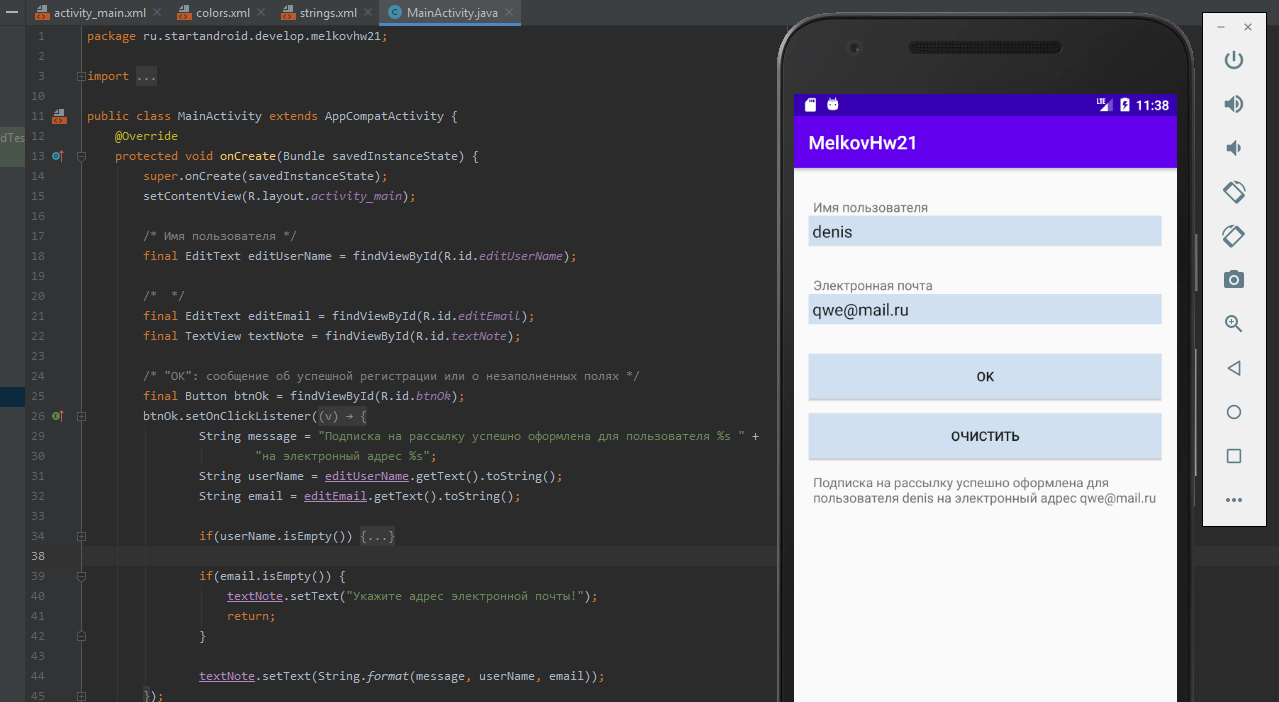 activity_main.xml colors.xml strings.xml MainActivity.java
1 package ru.startandroid.develop.melkovhw21;
2
3 import ...
10
11 public class MainActivity extends AppCompatActivity {
dTes 12 @Override
13 protected void onCreate(Bundle savedInstanceState) {
14 super.onCreate(savedInstanceState);
15 setContentView(R.layout.activity_main);
16
17 /* Имя пользователя */
18 final EditText editUserName = findViewById(R.id.editUserName);
19
20 /* */
21 final EditText editEmail = findViewById(R.id.editEmail);
22 final TextView textNote = findViewById(R.id.textNote);
23
24 /* "ОК": сообщение об успешной регистрации или о незаполненных полях */
25 final Button btnOk = findViewById(R.id.btnOk);
26 btnOk.setOnClickListener((v) → {
29 String message = "Подписка на рассылку успешно оформлена для пользователя %s " +
30 "на электронный адрес %s";
31 String userName = editUserName.getText().toString();
32 String email = editEmail.getText().toString();
33
34 if(userName.isEmpty()) {...}
38
39 if(email.isEmpty()) {
40 textNote.setText("Укажите адрес электронной почты!");
41 return;
42 }
43
44 textNote.setText(String.format(message, userName, email));
45 });
LTE 11:38
MelkovHw21
Имя пользователя
denis
Электронная почта
qwe@mail.ru
ОК
ОЧИСТИТЬ
Подписка на рассылку успешно оформлена для
пользователя denis на электронный адрес qwe@mail.ru